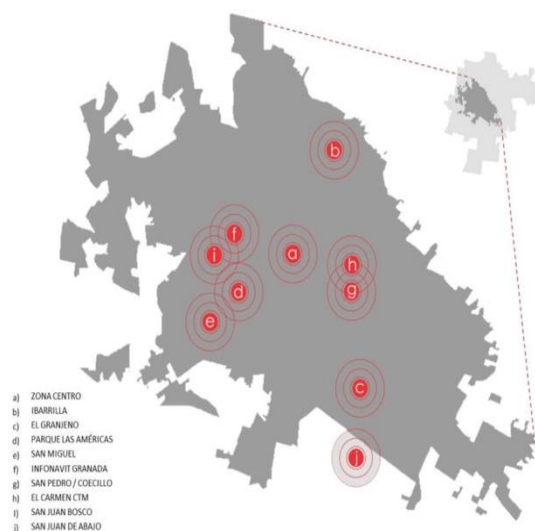 b
f
i
a
h
d
g
e
c
j
a) ZONA CENTRO
b) IBARRILLA
c) EL GRANJENO
d) PARQUE LAS AMÉRICAS
e) SAN MIGUEL
f) INFONAVIT GRANADA
g) SAN PEDRO / COECILLO
h) EL CARMEN CTM
I) SAN JUAN BOSCO
j) SAN JUAN DE ABAJO